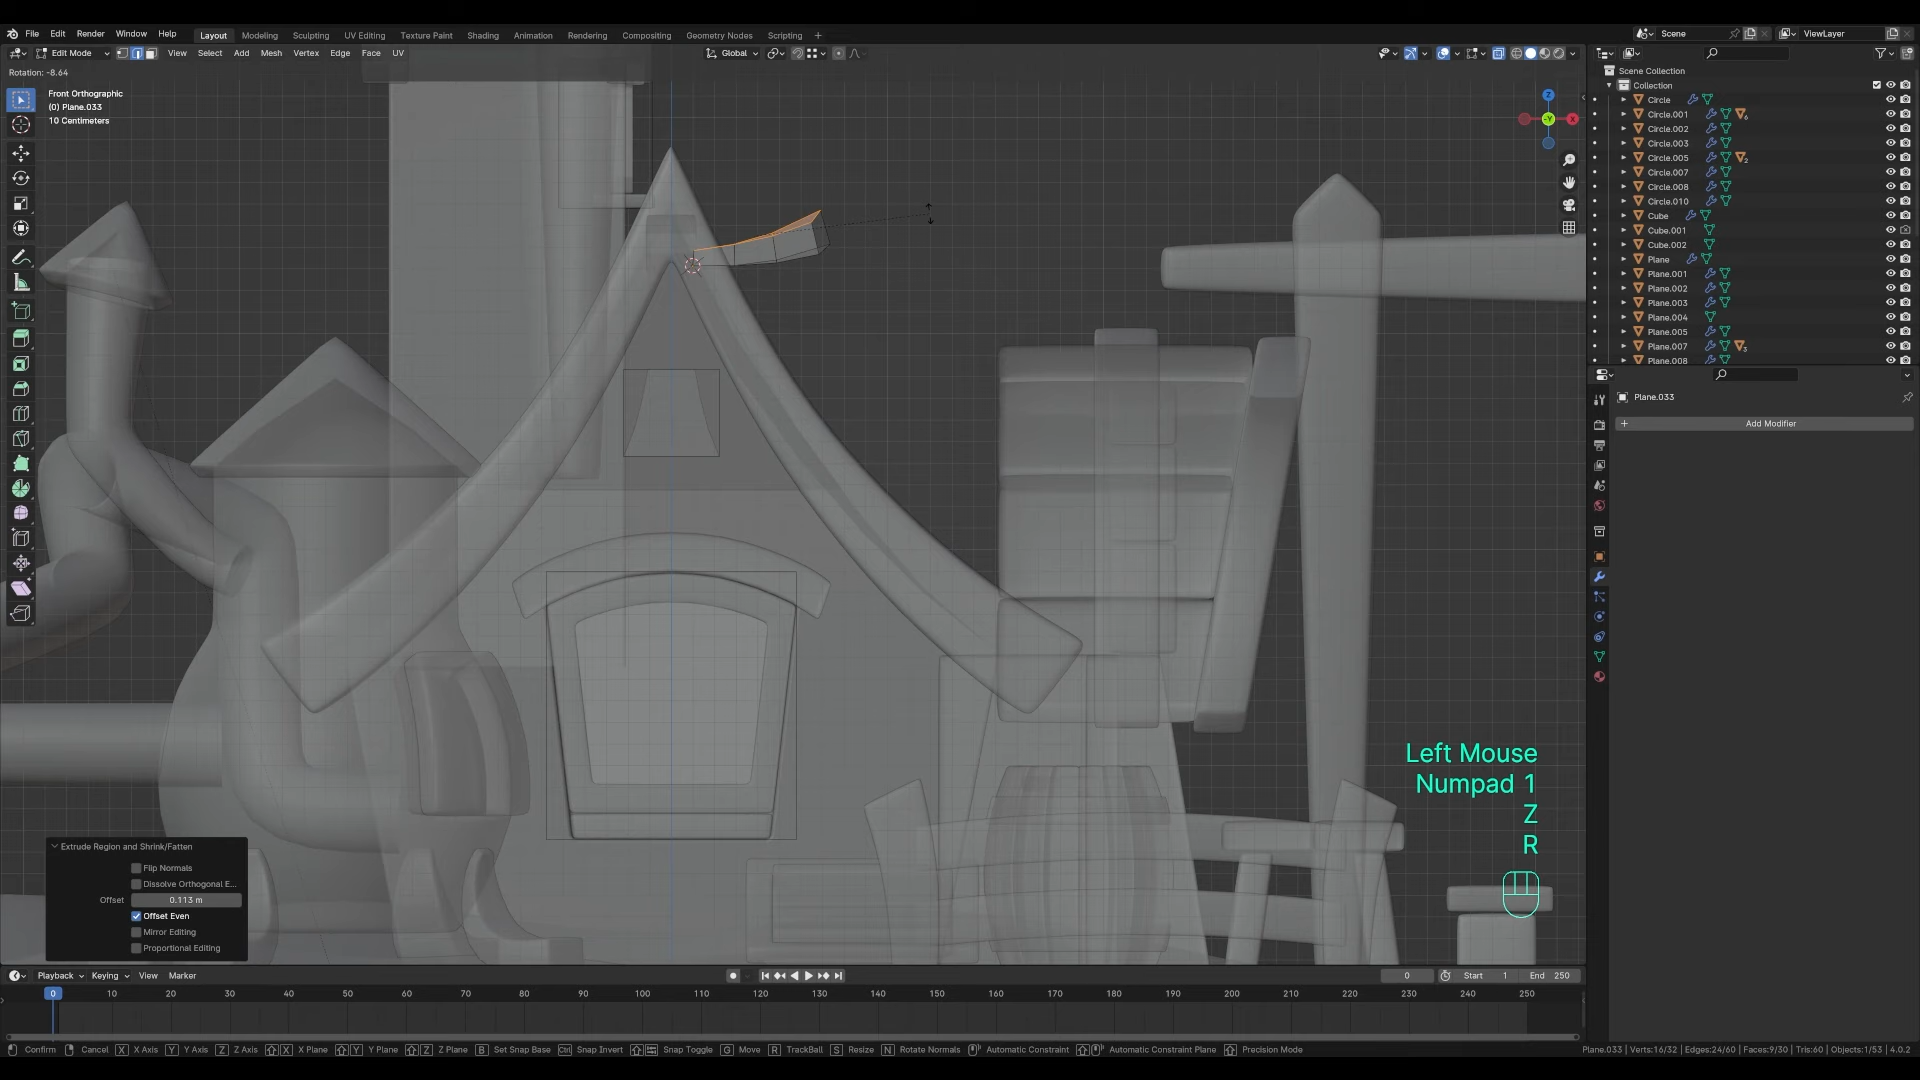 File Edit Render Window Help Layout Modeling Sculpting UV Editing Texture Paint Shading Animation Rendering Compositing Geometry Nodes Scripting + Scene ViewLayer
Edit Mode View Select Add Mesh Vertex Edge Face UV Global
Rotation: -8.64
Front Orthographic
(0) Plane.033
10 Centimeters
Z
-Y
X
Scene Collection
Collection
Circle
Circle.001 6
Circle.002
Circle.003
Circle.005 2
Circle.007
Circle.008
Circle.010
Cube
Cube.001
Cube.002
Plane
Plane.001
Plane.002
Plane.003
Plane.004
Plane.005
Plane.007 3
Plane.008
Plane.033
+ Add Modifier
Left Mouse
Numpad 1
Z
R
Extrude Region and Shrink/Fatten
Flip Normals
Dissolve Orthogonal E...
Offset 0.113 m
Offset Even
Mirror Editing
Proportional Editing
Playback Keying View Marker 0 Start 1 End 250
0 10 20 30 40 50 60 70 80 90 100 110 120 130 140 150 160 170 180 190 200 210 220 230 240 250
Confirm Cancel X X Axis Y Y Axis Z Z Axis X X Plane Y Y Plane Z Z Plane B Set Snap Base Ctrl Snap Invert Snap Toggle G Move R TrackBall S Resize N Rotate Normals Automatic Constraint Automatic Constraint Plane Precision Mode Plane.033 | Verts:16/32 | Edges:24/60 | Faces:9/30 | Tris:60 | Objects:1/53 | 4.0.2